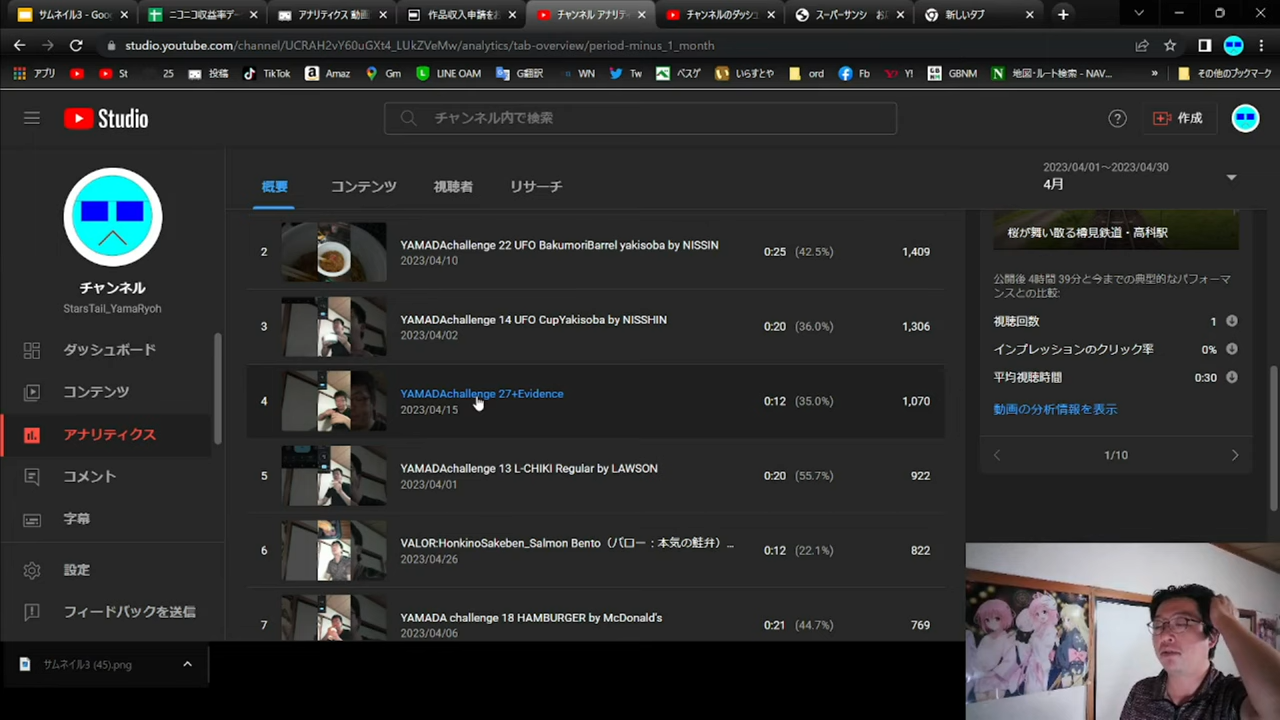 サムネイル3 - Goo
ニコニコ収益率デー
アナリティクス 動画
作品収入申請をお
チャンネル アナリテ
チャンネルのダッシュ
スーパーサンシ お
新しいタブ
studio.youtube.com/channel/UCRAH2vY60uGXt4_LUkZVeMw/analytics/tab-overview/period-minus_1_month
アプリ
St
25
投稿
TikTok
Amaz
Gm
LINE OAM
G翻訳
WN
Tw
ベスゲ
いらすとや
ord
Fb
Y!
GBNM
地図・ルート検索 - NAV...
»
その他のブックマーク
Studio
チャンネル内で検索
作成
チャンネル
StarsTail_YamaRyoh
ダッシュボード
コンテンツ
アナリティクス
コメント
字幕
設定
フィードバックを送信
概要
コンテンツ
視聴者
リサーチ
2023/04/01～2023/04/30
4月
2
YAMADAchallenge 22 UFO BakumoriBarrel yakisoba by NISSIN
2023/04/10
0:25 (42.5%) 1,409
3
YAMADAchallenge 14 UFO CupYakisoba by NISSHIN
2023/04/02
0:20 (36.0%) 1,306
4
YAMADAchallenge 27+Evidence
2023/04/15
0:12 (35.0%) 1,070
5
YAMADAchallenge 13 L-CHIKI Regular by LAWSON
2023/04/01
0:20 (55.7%) 922
6
VALOR:HonkinoSakeben_Salmon Bento（バロー：本気の鮭弁）...
2023/04/26
0:12 (22.1%) 822
7
YAMADA challenge 18 HAMBURGER by McDonald's
2023/04/06
0:21 (44.7%) 769
桜が舞い散る樽見鉄道・高科駅
公開後 4時間 39分と今までの典型的なパフォーマ
ンスとの比較:
視聴回数 1
インプレッションのクリック率 0%
平均視聴時間 0:30
動画の分析情報を表示
1/10
サムネイル3 (45).png